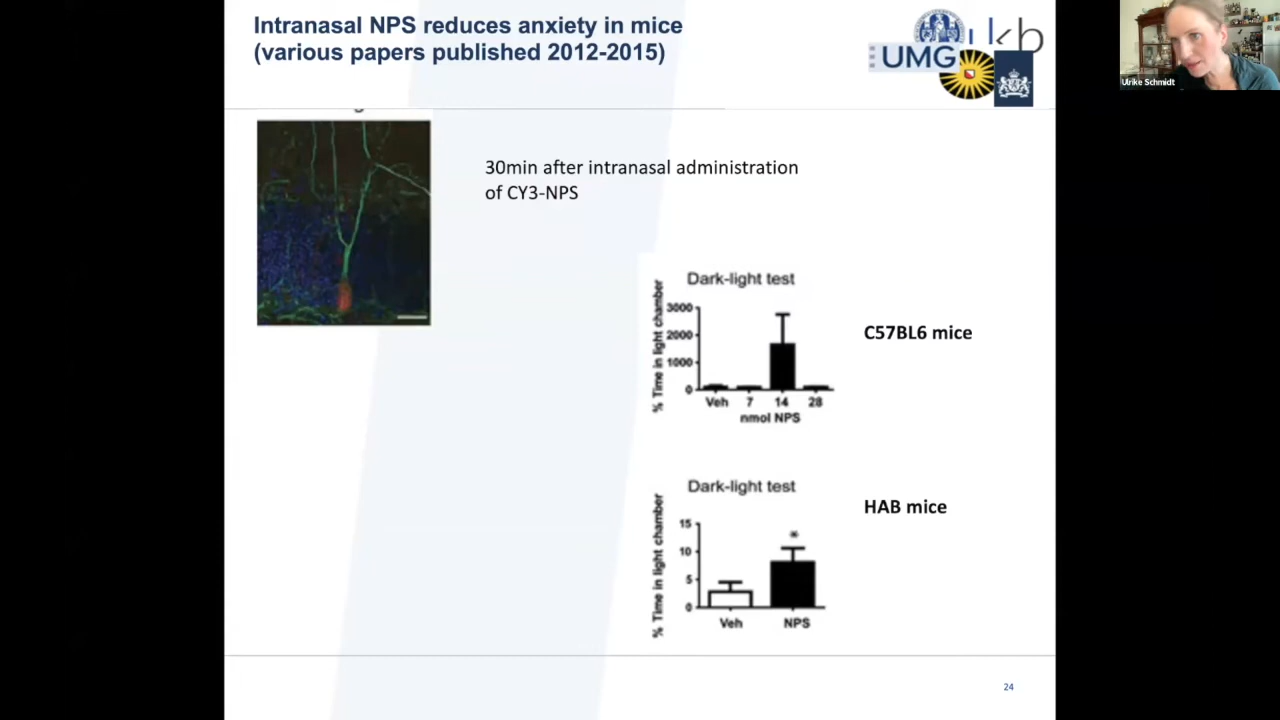 Intranasal NPS reduces anxiety in mice
(various papers published 2012-2015)
UMG
ukb
Ulrike Schmidt
30min after intranasal administration
of CY3-NPS
Dark-light test
% Time in light chamber
3000
2000
1000
0
Veh 7 14 28
nmol NPS
C57BL6 mice
Dark-light test
% Time in light chamber
15
10
5
0
*
Veh NPS
HAB mice
24